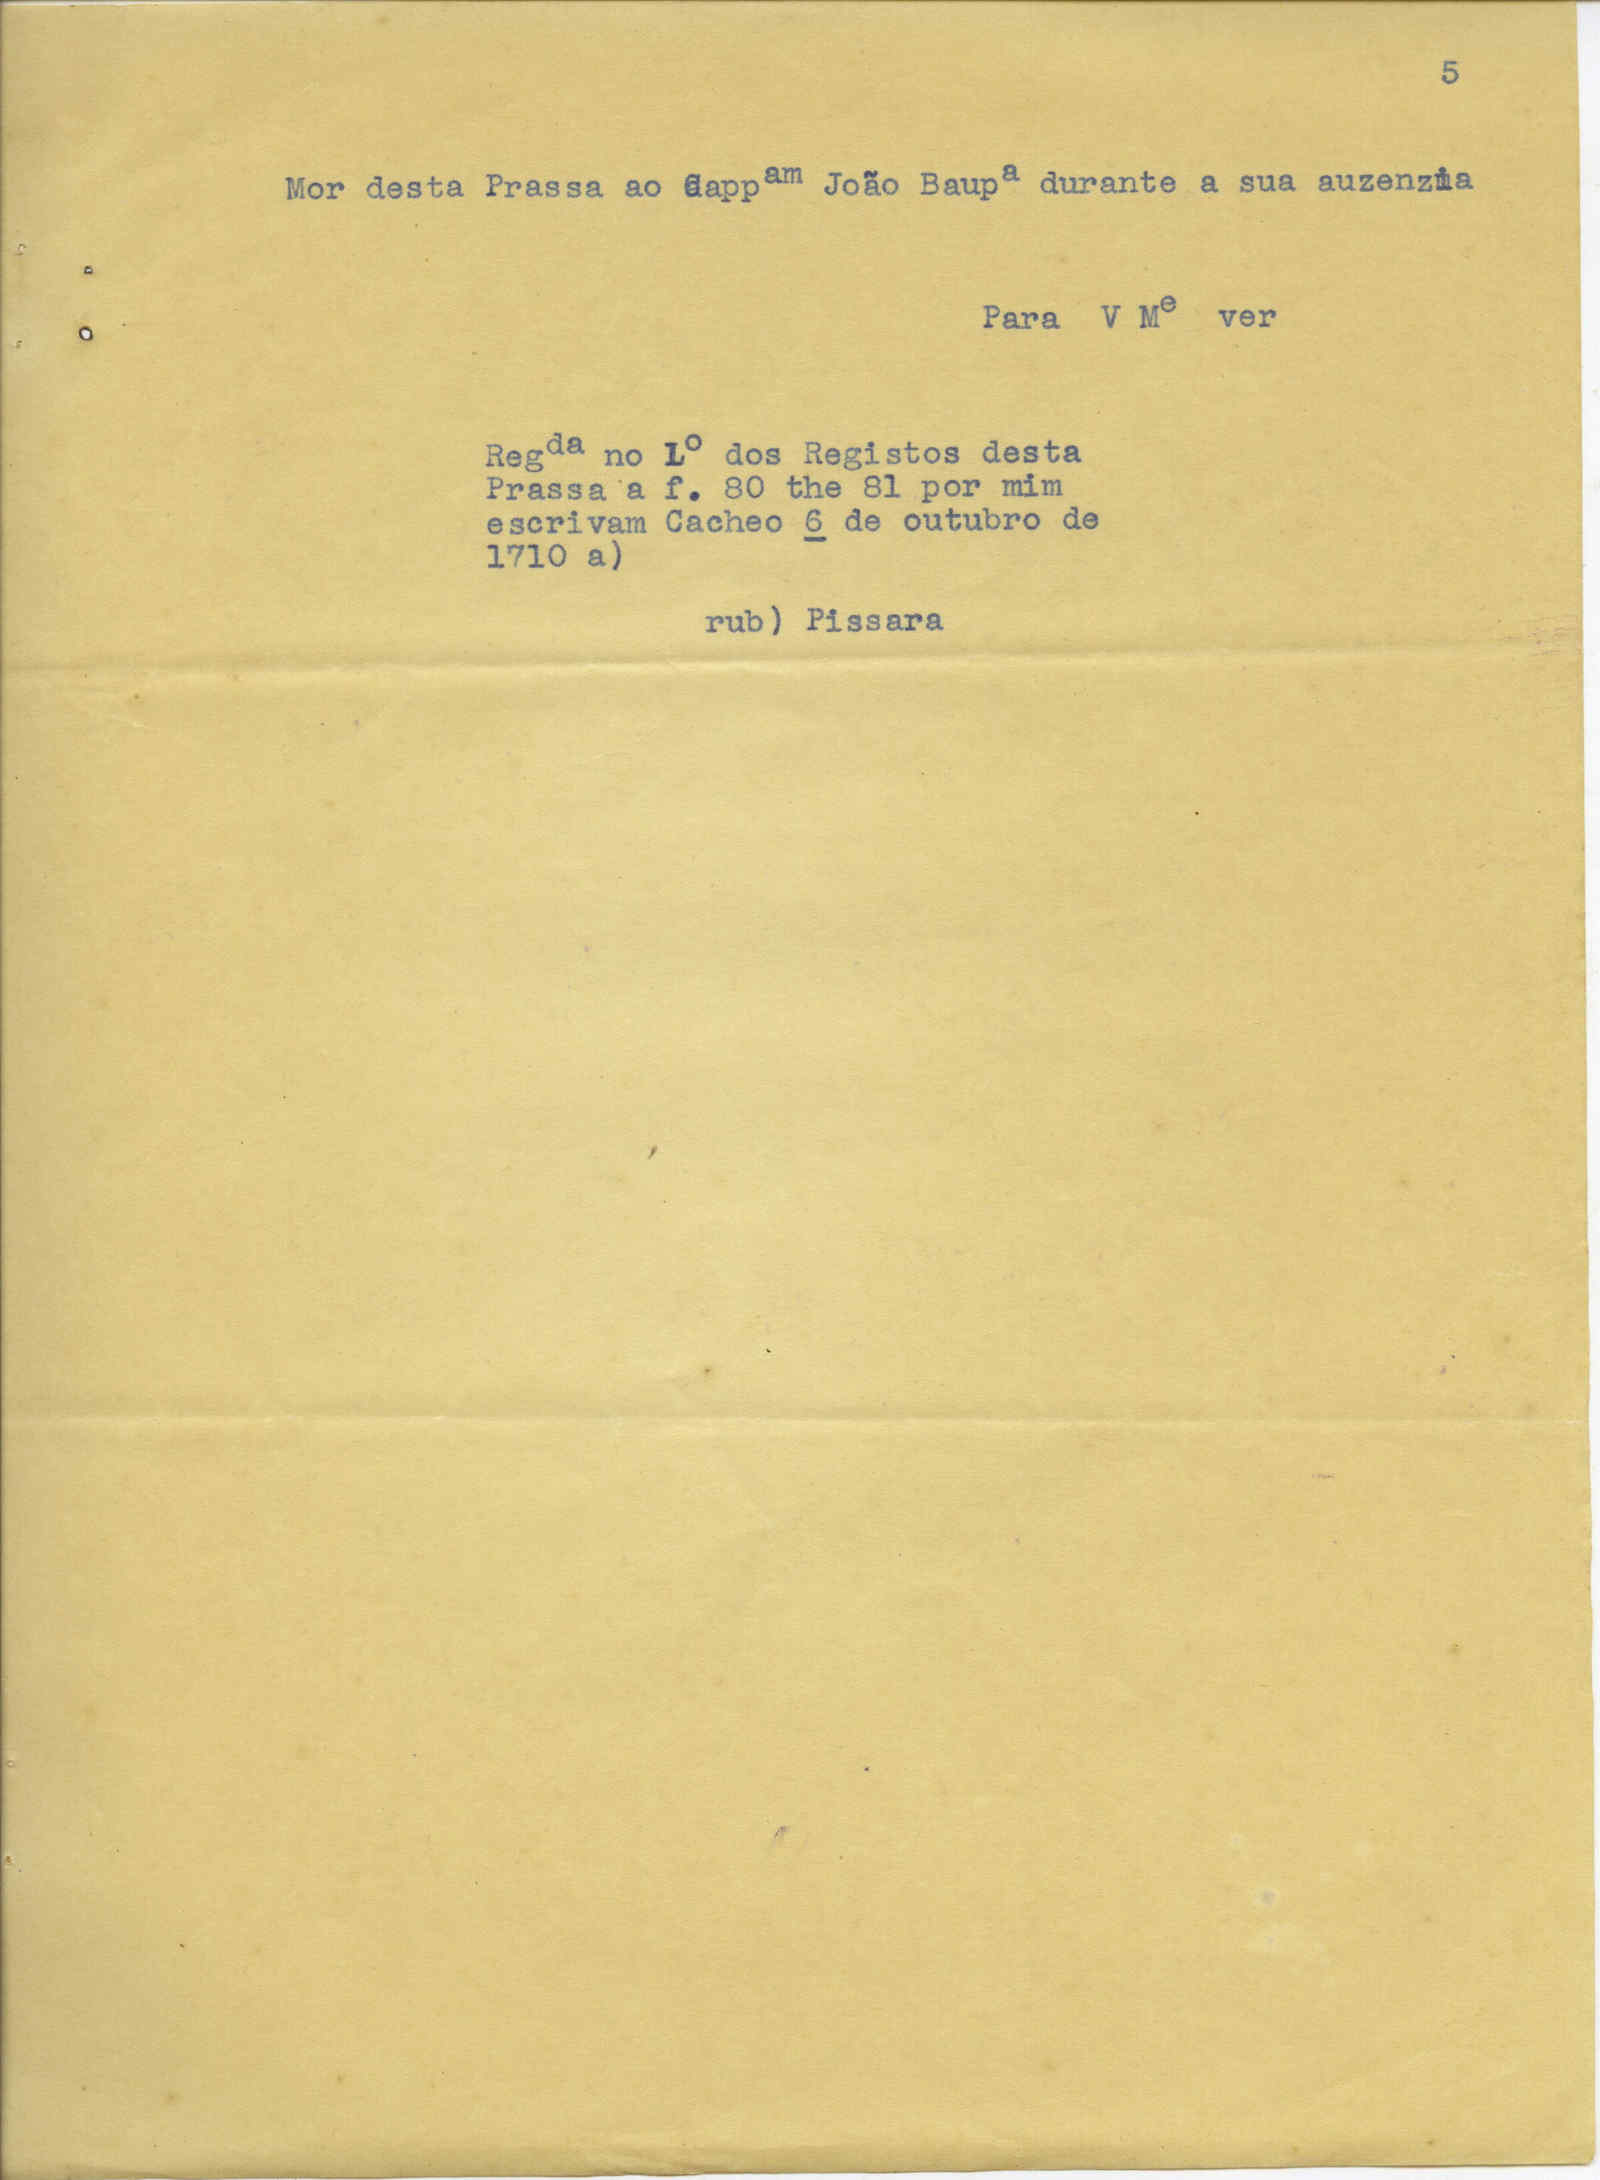 5
Mor desta Prassa ao Cappam João Baupa durante a sua auzenzia
Para V Me ver
Regda no Lo dos Registos desta
Prassa a f. 80 the 81 por mim
escrivam Cacheo 6 de outubro de
1710 a)
rub) Pissara